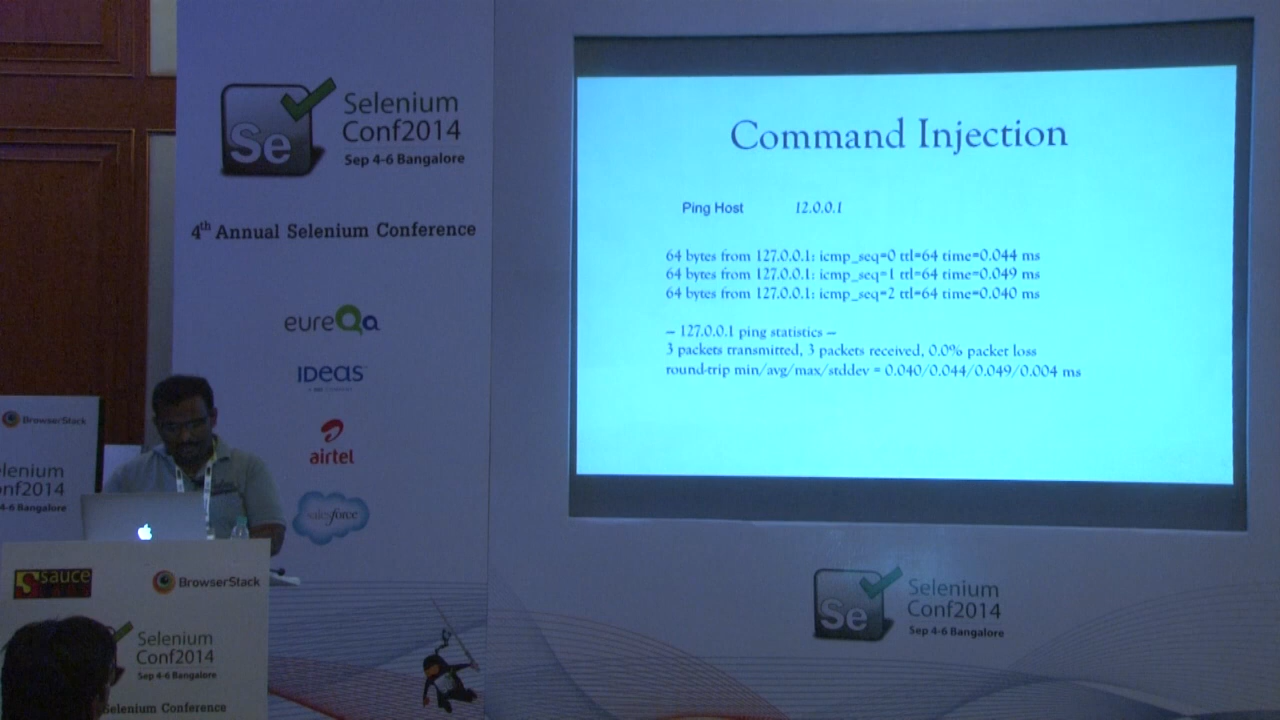 Se
Selenium
Conf2014
Sep 4-6 Bangalore
4th Annual Selenium Conference
eureQa
IDeaS
airtel
salesforce
Command Injection
Ping Host 12.0.0.1
64 bytes from 127.0.0.1: icmp_seq=0 ttl=64 time=0.044 ms
64 bytes from 127.0.0.1: icmp_seq=1 ttl=64 time=0.049 ms
64 bytes from 127.0.0.1: icmp_seq=2 ttl=64 time=0.040 ms
— 127.0.0.1 ping statistics —
3 packets transmitted, 3 packets received, 0.0% packet loss
round-trip min/avg/max/stddev = 0.040/0.044/0.049/0.004 ms
BrowserStack
elenium
onf2014
4-6 Bangalore
sauce
LABS
BrowserStack
Selenium
Conf2014
Sep 4-6 Bangalore
Selenium Conference
Se
Selenium
Conf2014
Sep 4-6 Bangalore